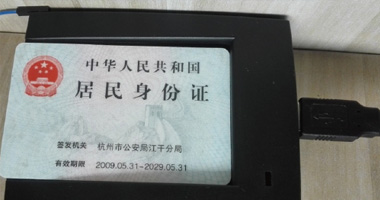 中华人民共和国
居民身份证
签发机关 杭州市公安局江干分局
有效期限 2009.05.31-2029.05.31